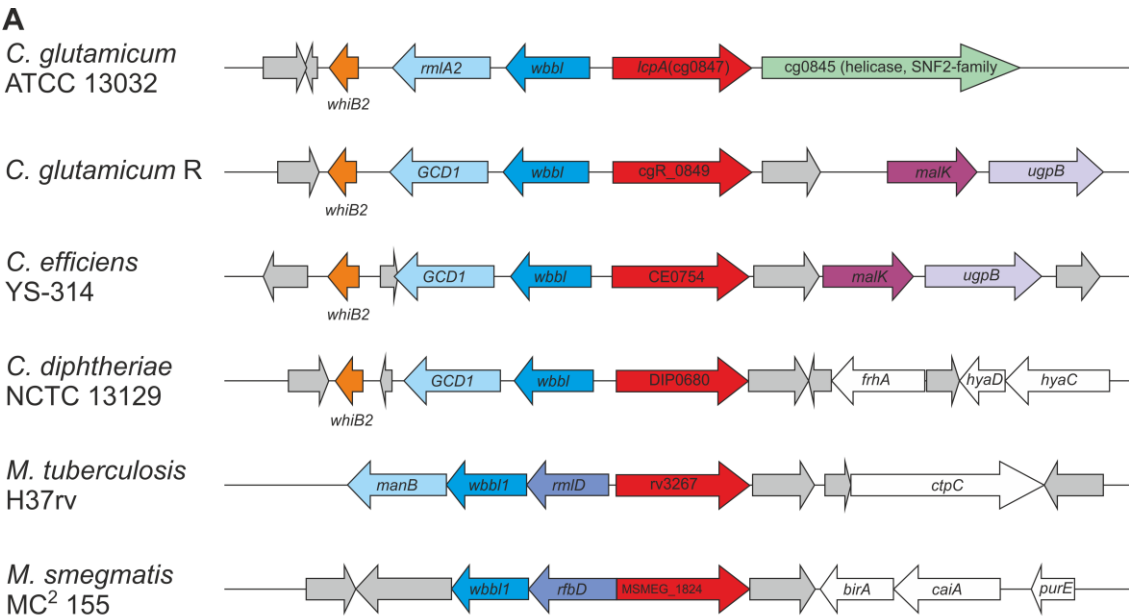 A
C. glutamicum
ATCC 13032
rmlA2 wbbl lcpA(cg0847) cg0845 (helicase, SNF2-family
whiB2
C. glutamicum R
GCD1 wbbl cgR_0849 malK ugpB
whiB2
C. efficiens
YS-314
GCD1 wbbl CE0754 malK ugpB
whiB2
C. diphtheriae
NCTC 13129
GCD1 wbbl DIP0680 frhA hyaD hyaC
whiB2
M. tuberculosis
H37rv
manB wbbl1 rmlD rv3267 ctpC
M. smegmatis
MC² 155
wbbl1 rfbD MSMEG_1824 birA caiA purE